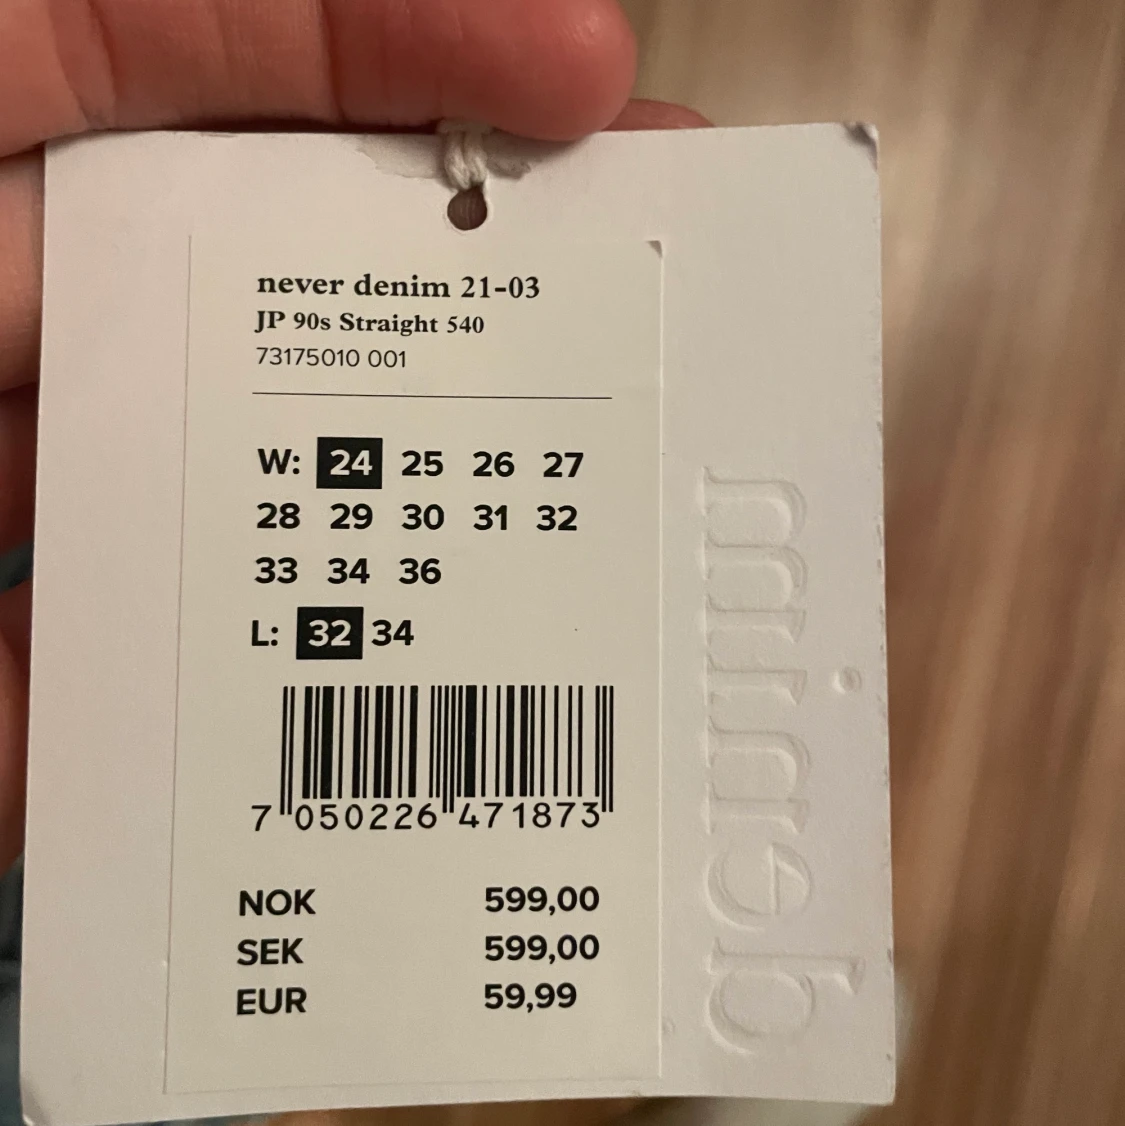 never denim 21-03
JP 90s Straight 540
73175010 001
W: 24 25 26 27
28 29 30 31 32
33 34 36
L: 32 34
7 050226 471873
NOK 599,00
SEK 599,00
EUR 59,99
denim